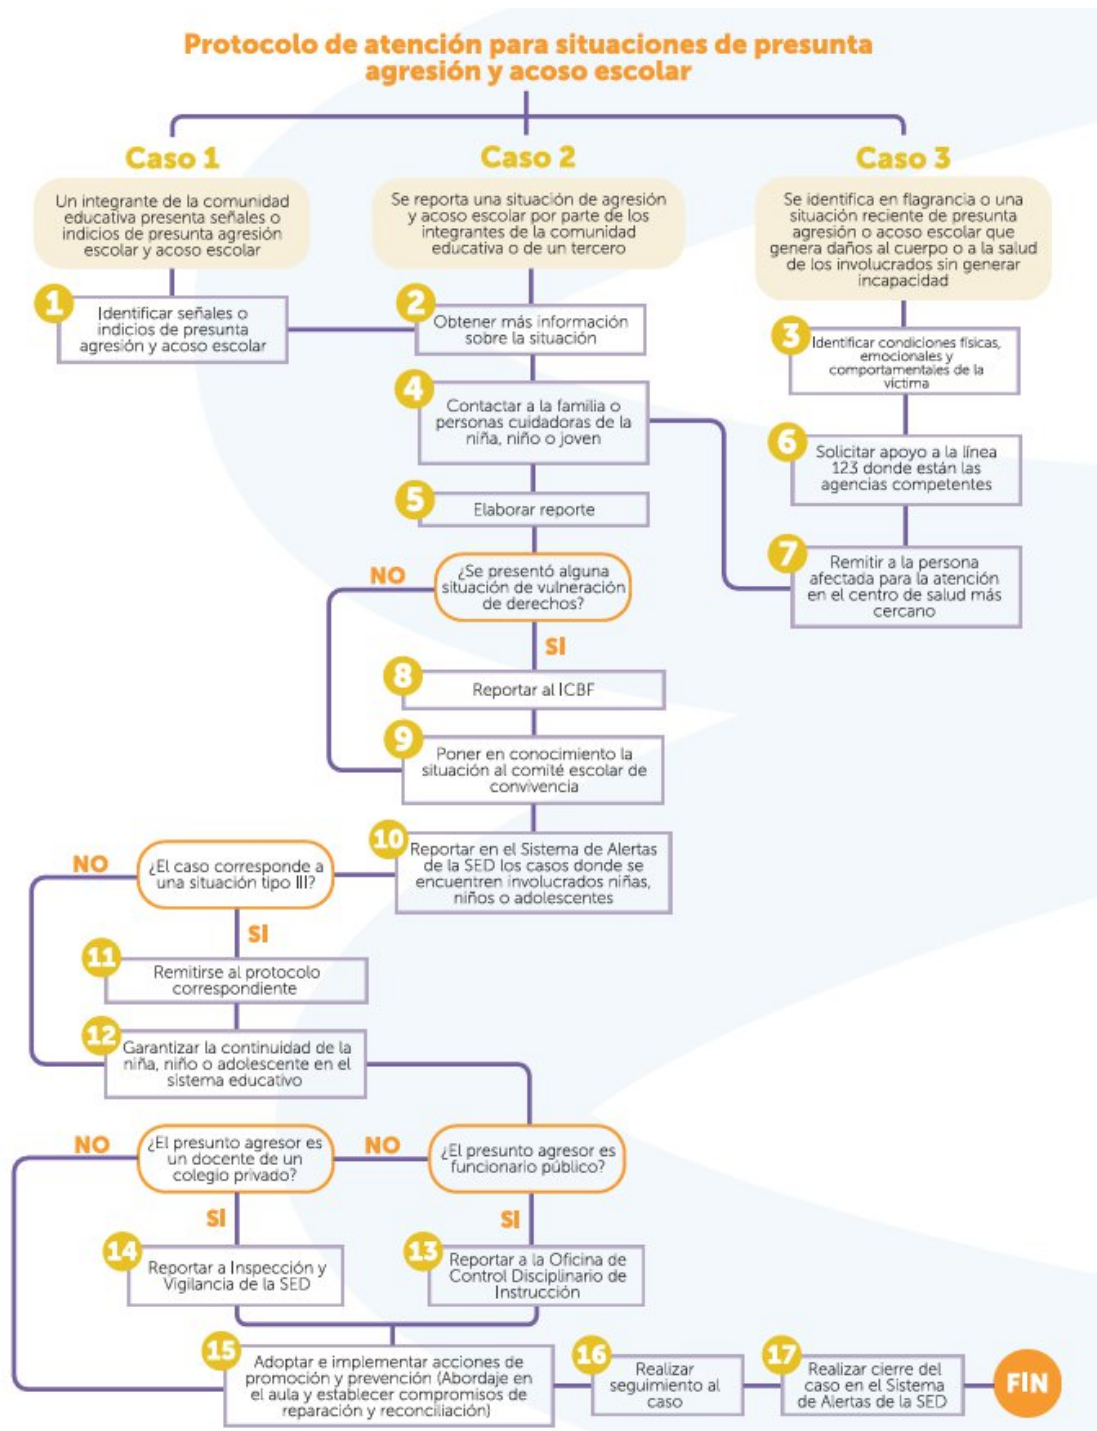 Protocolo de atención para situaciones de presunta
agresión y acoso escolar
Caso 1
Un integrante de la comunidad
educativa presenta señales o
indicios de presunta agresión
escolar y acoso escolar
Caso 2
Se reporta una situación de agresión
y acoso escolar por parte de los
integrantes de la comunidad
educativa o de un tercero
Caso 3
Se identifica en flagrancia o una
situación reciente de presunta
agresión o acoso escolar que
genera daños al cuerpo o a la salud
de los involucrados sin generar
incapacidad
1
Identificar señales o
indicios de presunta
agresión y acoso escolar
2
Obtener más información
sobre la situación
3
Identificar condiciones físicas,
emocionales y
comportamentales de la
víctima
4
Contactar a la familia o
personas cuidadoras de la
niña, niño o joven
6
Solicitar apoyo a la línea
123 donde están las
agencias competentes
5
Elaborar reporte
7
Remitir a la persona
afectada para la atención
en el centro de salud más
cercano
NO
¿Se presentó alguna
situación de vulneración
de derechos?
SI
8
Reportar al ICBF
9
Poner en conocimiento la
situación al comité escolar de
convivencia
10
Reportar en el Sistema de Alertas
de la SED los casos donde se
encuentren involucrados niñas,
niños o adolescentes
NO
¿El caso corresponde a
una situación tipo III?
SI
11
Remitirse al protocolo
correspondiente
12
Garantizar la continuidad de la
niña, niño o adolescente en el
sistema educativo
NO
¿El presunto agresor es
un docente de un
colegio privado?
NO
¿El presunto agresor es
funcionario público?
SI
SI
14
Reportar a Inspección y
Vigilancia de la SED
13
Reportar a la Oficina de
Control Disciplinario de
Instrucción
15
Adoptar e implementar acciones de
promoción y prevención (Abordaje en
el aula y establecer compromisos de
reparación y reconciliación)
16
Realizar
seguimiento al
caso
17
Realizar cierre del
caso en el Sistema
de Alertas de la SED
FIN